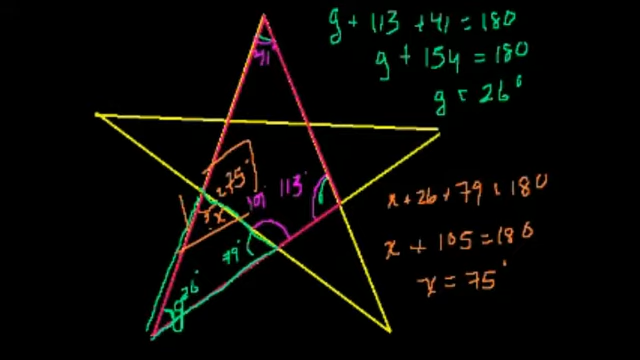 g + 113 + 41 = 180
g + 154 = 180
g = 26°
41
75°
113°
101°
x
79°
26°
g
x + 26 + 79 = 180
x + 105 = 180
x = 75°